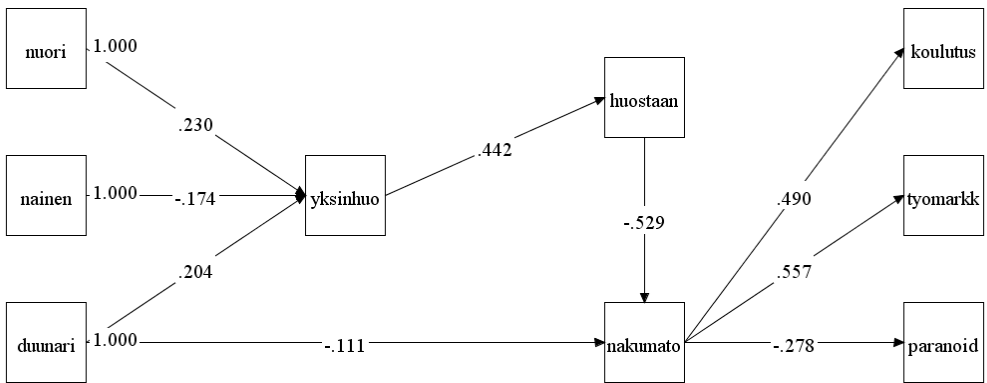 nuori
1.000
koulutus
huostaan
.230
.442
nainen
1.000
-.174
yksinhuo
.490
tyomarkk
-.529
.204
.557
duunari
1.000
-.111
nakumato
-.278
paranoid